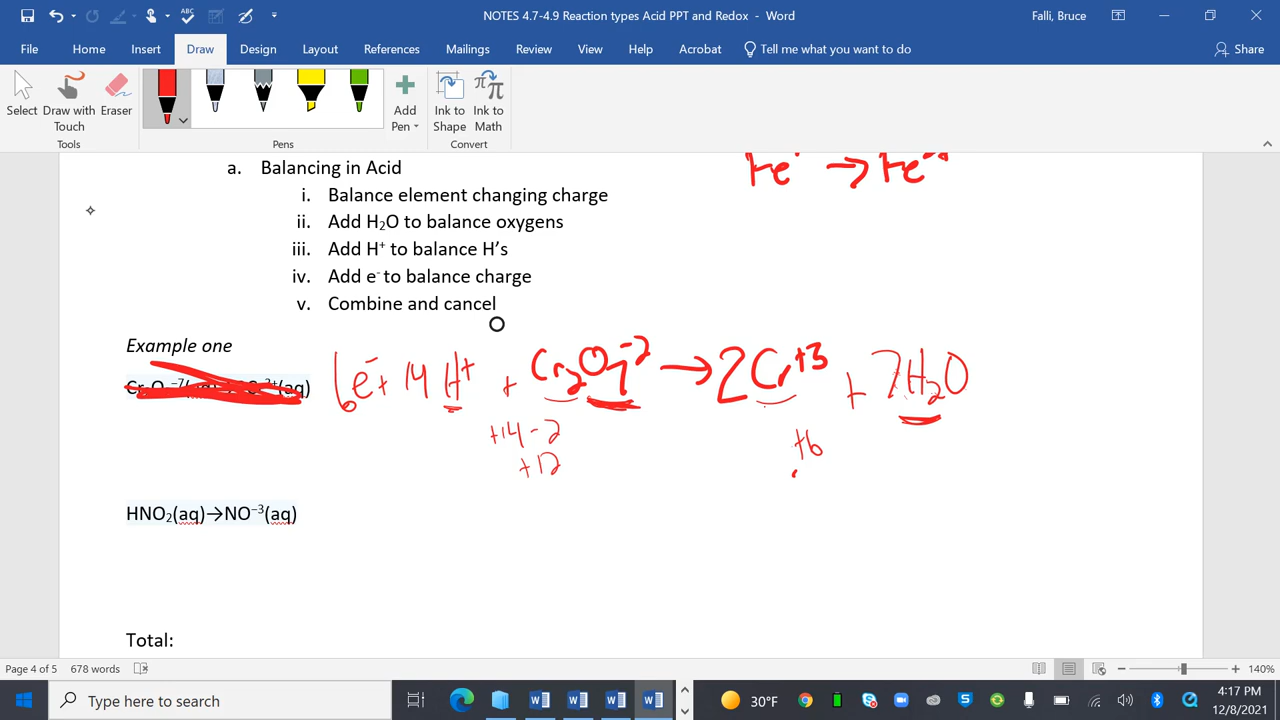 NOTES 4.7-4.9 Reaction types Acid PPT and Redox - Word
Falli, Bruce
File Home Insert Draw Design Layout References Mailings Review View Help Acrobat Tell me what you want to do Share
Select Draw with Touch Eraser Add Pen Ink to Shape Ink to Math
Tools Pens Convert
a. Balancing in Acid
i. Balance element changing charge
ii. Add H₂O to balance oxygens
iii. Add H⁺ to balance H's
iv. Add e⁻ to balance charge
v. Combine and cancel
Example one
6e⁻ + 14H⁺ + Cr₂O₇⁻² → 2Cr⁺³ + 7H₂O
+14 - 2
+12
+6
HNO₂(aq)→NO⁻³(aq)
Total:
Page 4 of 5 678 words 140%
Type here to search 30°F 4:17 PM
12/8/2021